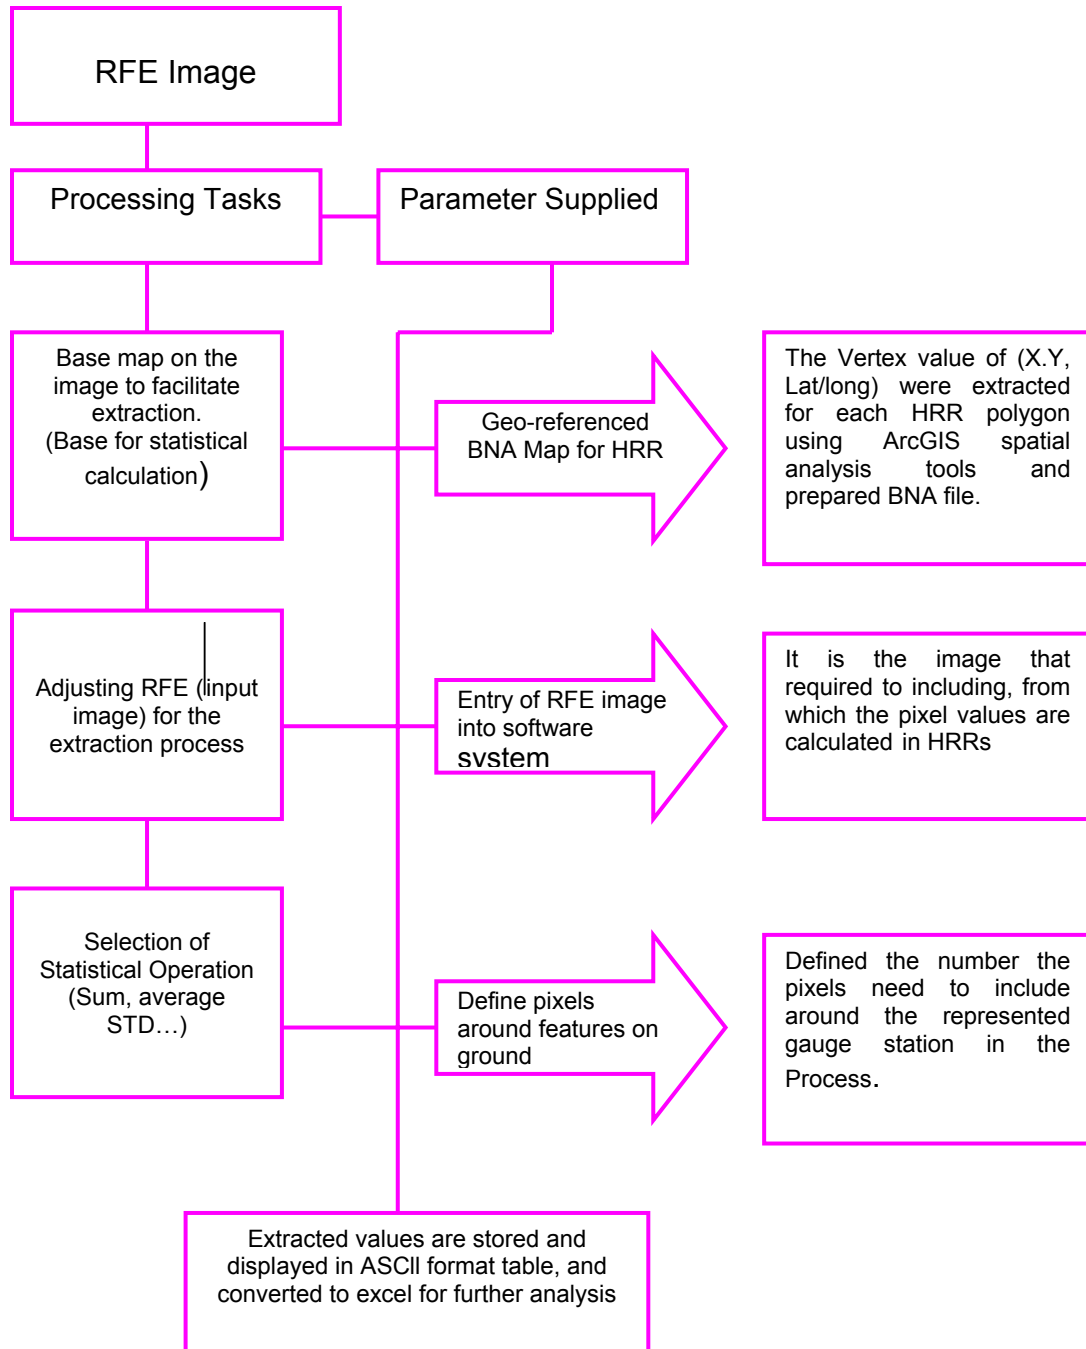 RFE Image
Processing Tasks
Parameter Supplied
Base map on the
image to facilitate
extraction.
(Base for statistical
calculation)
Geo-referenced
BNA Map for HRR
The Vertex value of (X.Y,
Lat/long) were extracted
for each HRR polygon
using ArcGIS spatial
analysis tools and
prepared BNA file.
Adjusting RFE (input
image) for the
extraction process
Entry of RFE image
into software
system
It is the image that
required to including, from
which the pixel values are
calculated in HRRs
Selection of
Statistical Operation
(Sum, average
STD…)
Define pixels
around features on
ground
Defined the number the
pixels need to include
around the represented
gauge station in the
Process.
Extracted values are stored and
displayed in ASCll format table, and
converted to excel for further analysis